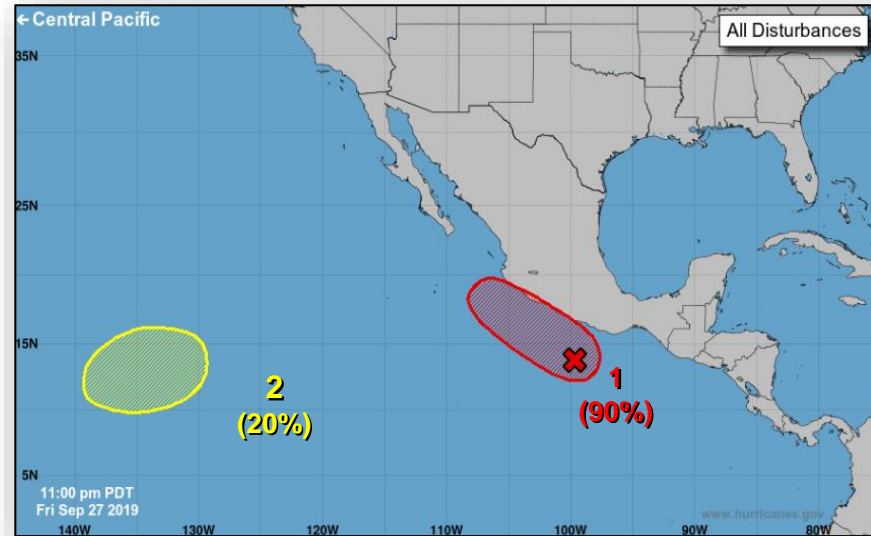 ← Central Pacific
All Disturbances
35N
25N
15N
5N
1
(90%)
2
(20%)
11:00 pm PDT
Fri Sep 27 2019
www.hurricanes.gov
140W 130W 120W 110W 100W 90W 80W